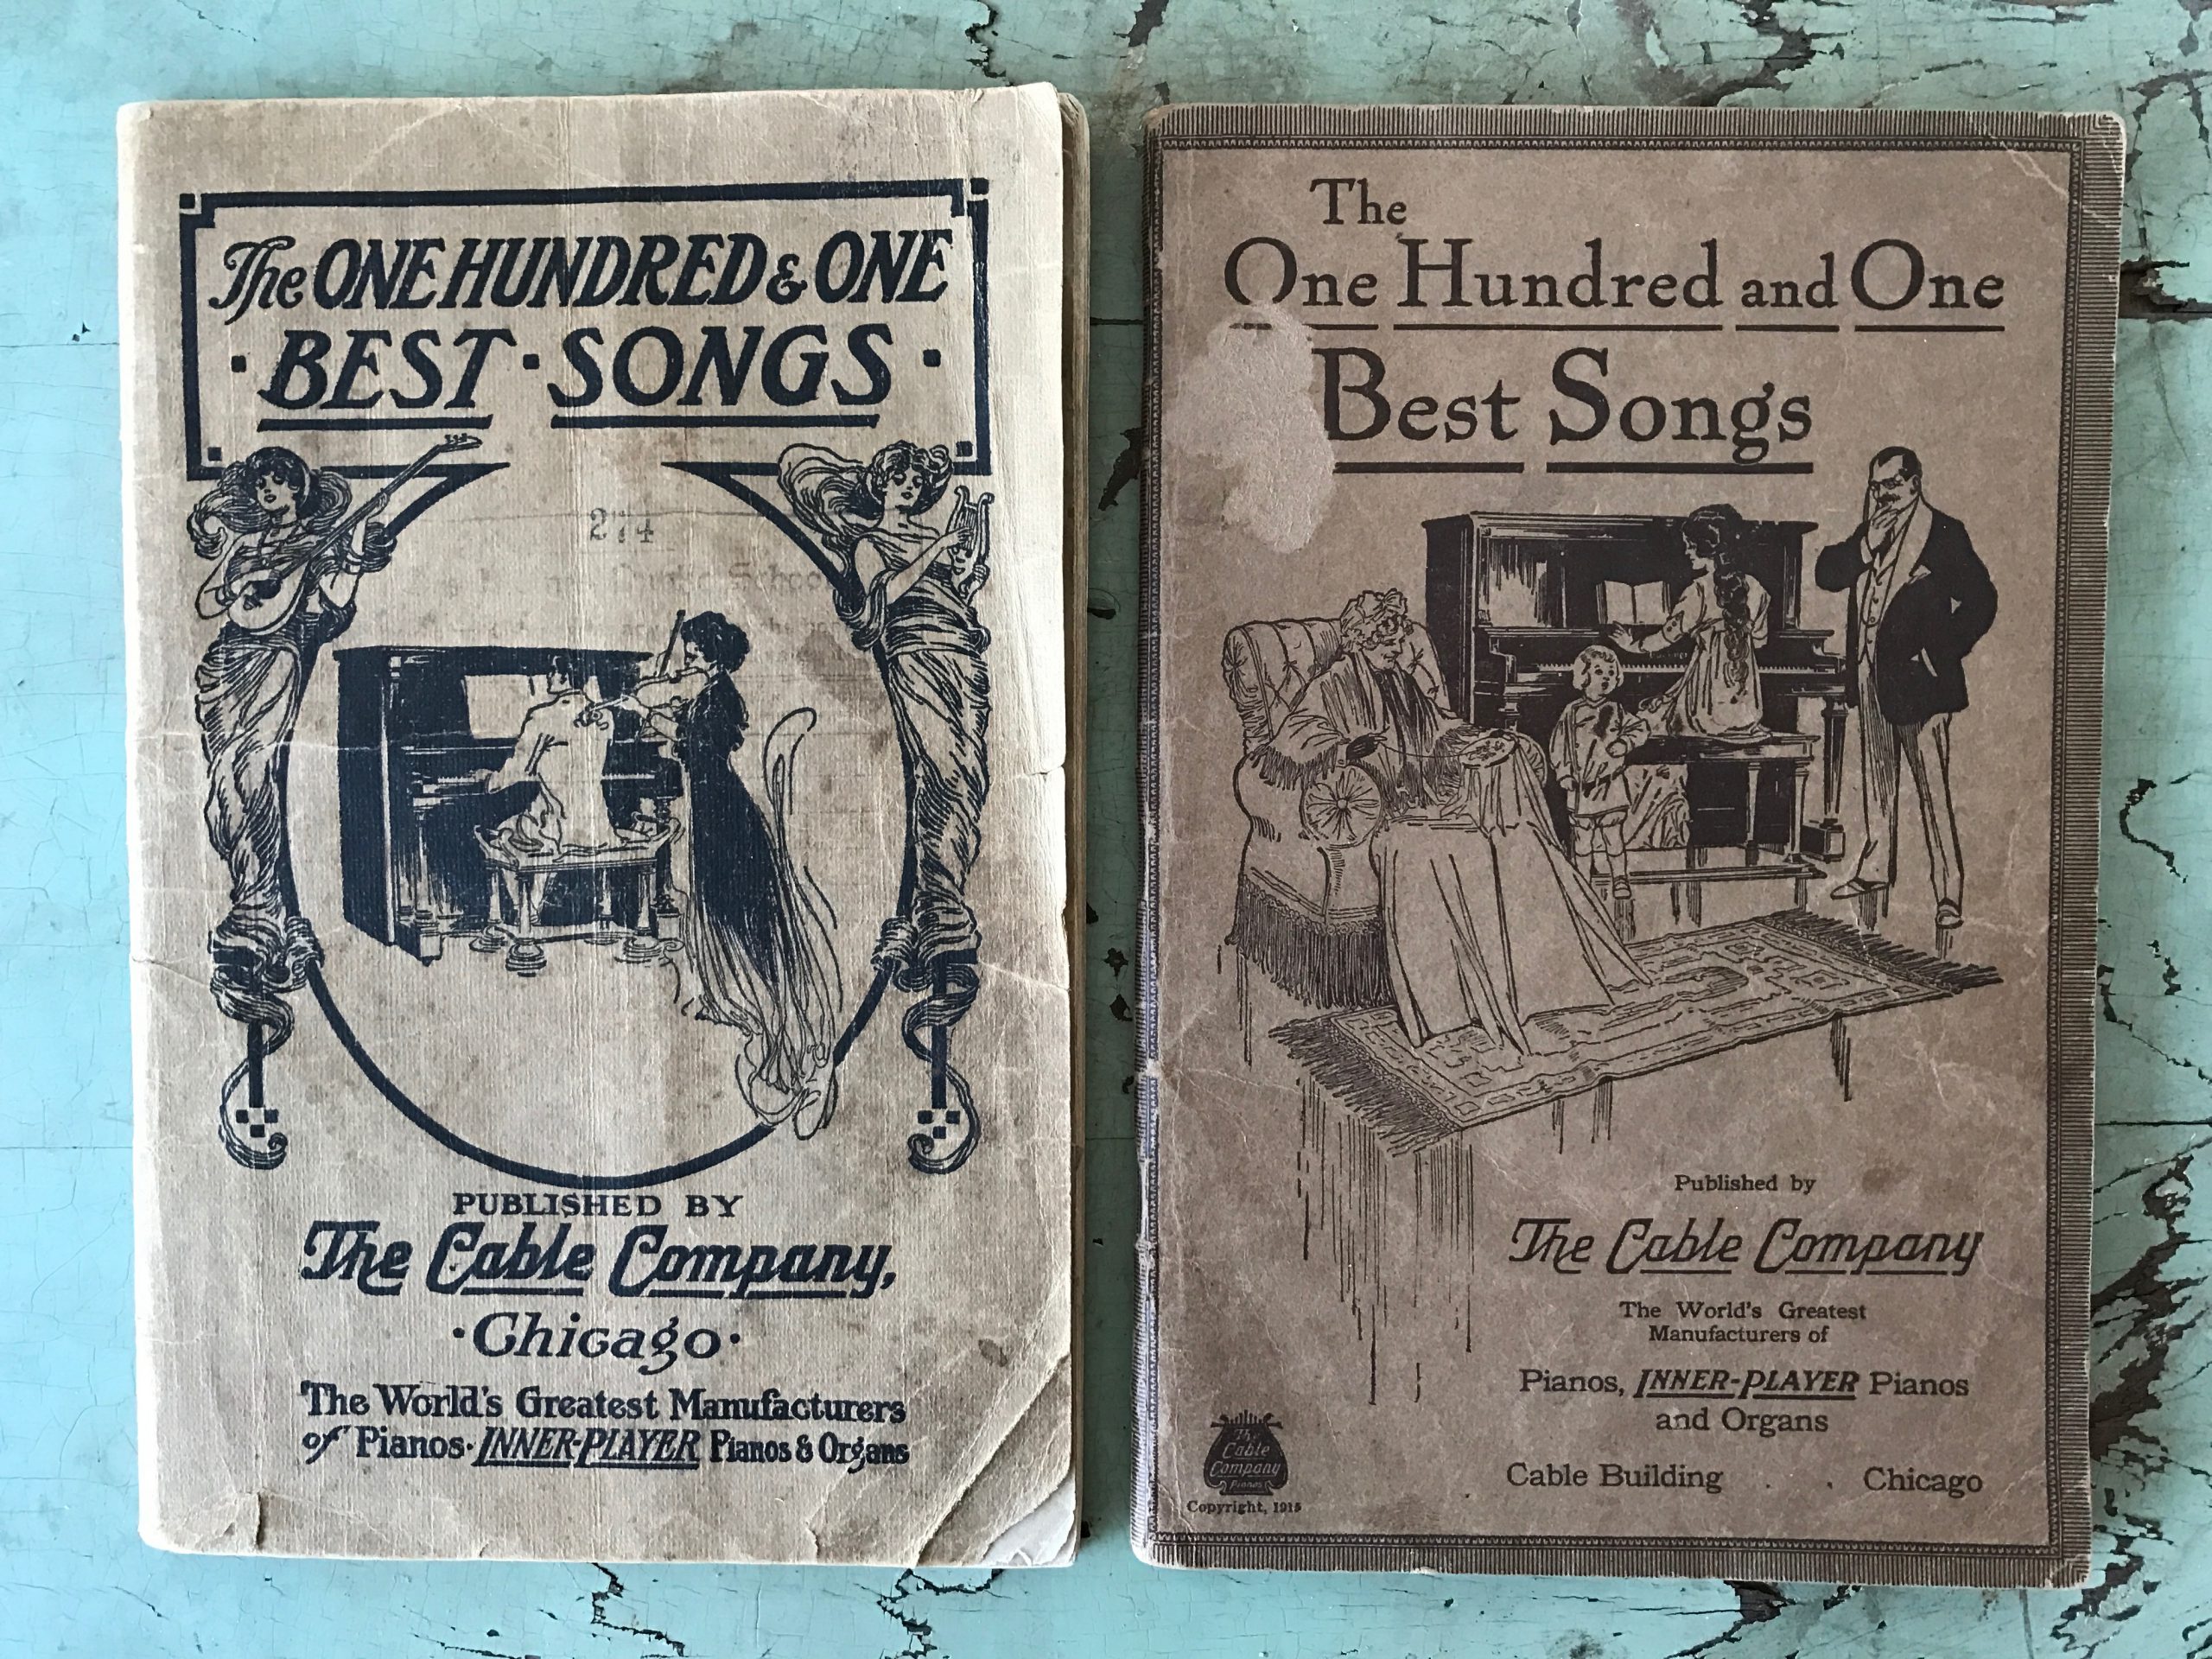 The ONE HUNDRED & ONE
· BEST · SONGS ·
274
PUBLISHED BY
The Cable Company,
· Chicago ·
The World's Greatest Manufacturers
of Pianos · INNER-PLAYER Pianos & Organs
The
One Hundred and One
Best Songs
Published by
The Cable Company
The World's Greatest
Manufacturers of
Pianos, INNER-PLAYER Pianos
and Organs
Cable Building . . Chicago
The
Cable
Company
Pianos
Copyright, 1915